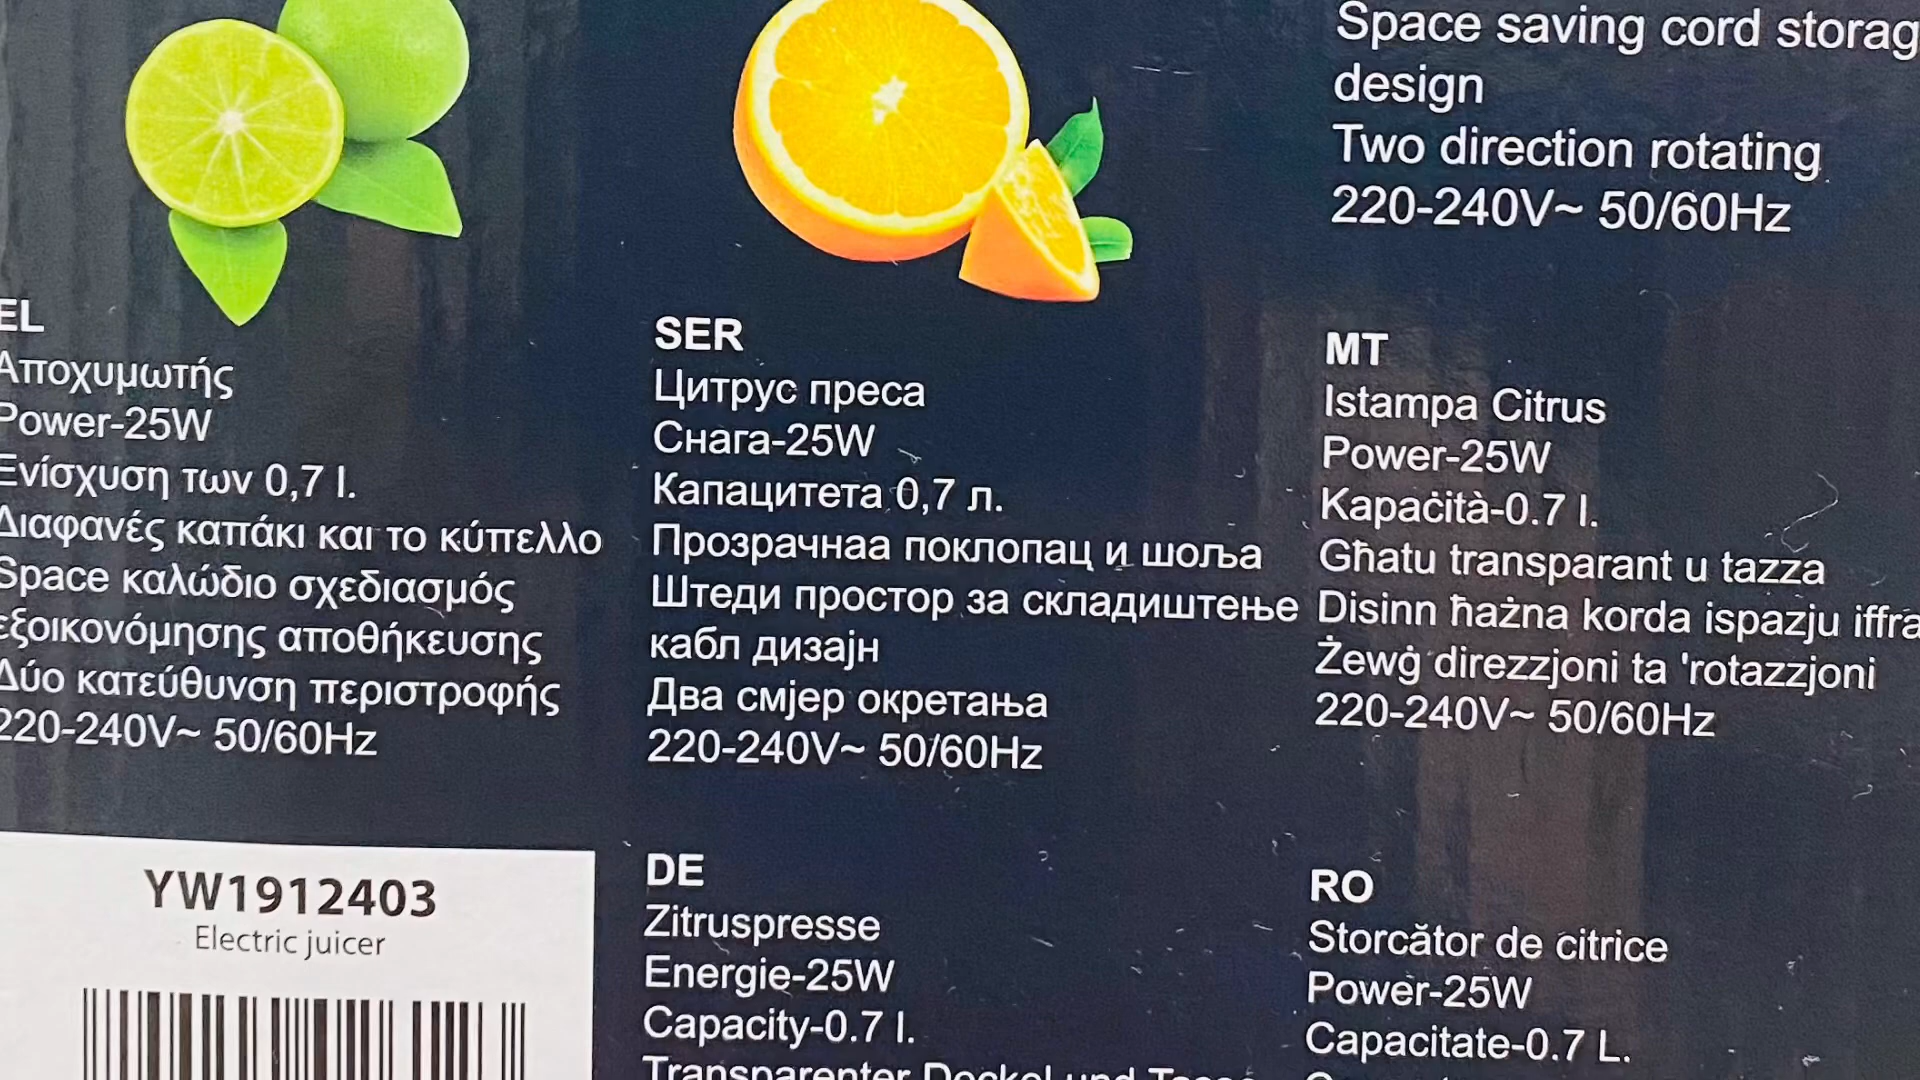 Space saving cord storag
design
Two direction rotating
220-240V~ 50/60Hz
EL
Αποχυμωτής
Power-25W
Ενίσχυση των 0,7 l.
Διαφανές καπάκι και το κύπελλο
Space καλώδιο σχεδιασμός
εξοικονόμησης αποθήκευσης
Δύο κατεύθυνση περιστροφής
220-240V~ 50/60Hz
SER
Цитрус преса
Снага-25W
Капацитета 0,7 л.
Прозрачнаа поклопац и шоља
Штеди простор за складиштење
кабл дизајн
Два смјер окретања
220-240V~ 50/60Hz
MT
Istampa Citrus
Power-25W
Kapaċità-0.7 l.
Għatu transparant u tazza
Disinn ħażna korda ispazju iffra
Żewġ direzzjoni ta 'rotazzjoni
220-240V~ 50/60Hz
YW1912403
Electric juicer
DE
Zitruspresse
Energie-25W
Capacity-0.7 l.
Transparenter Deckel und Tasse
RO
Storcător de citrice
Power-25W
Capacitate-0.7 L.